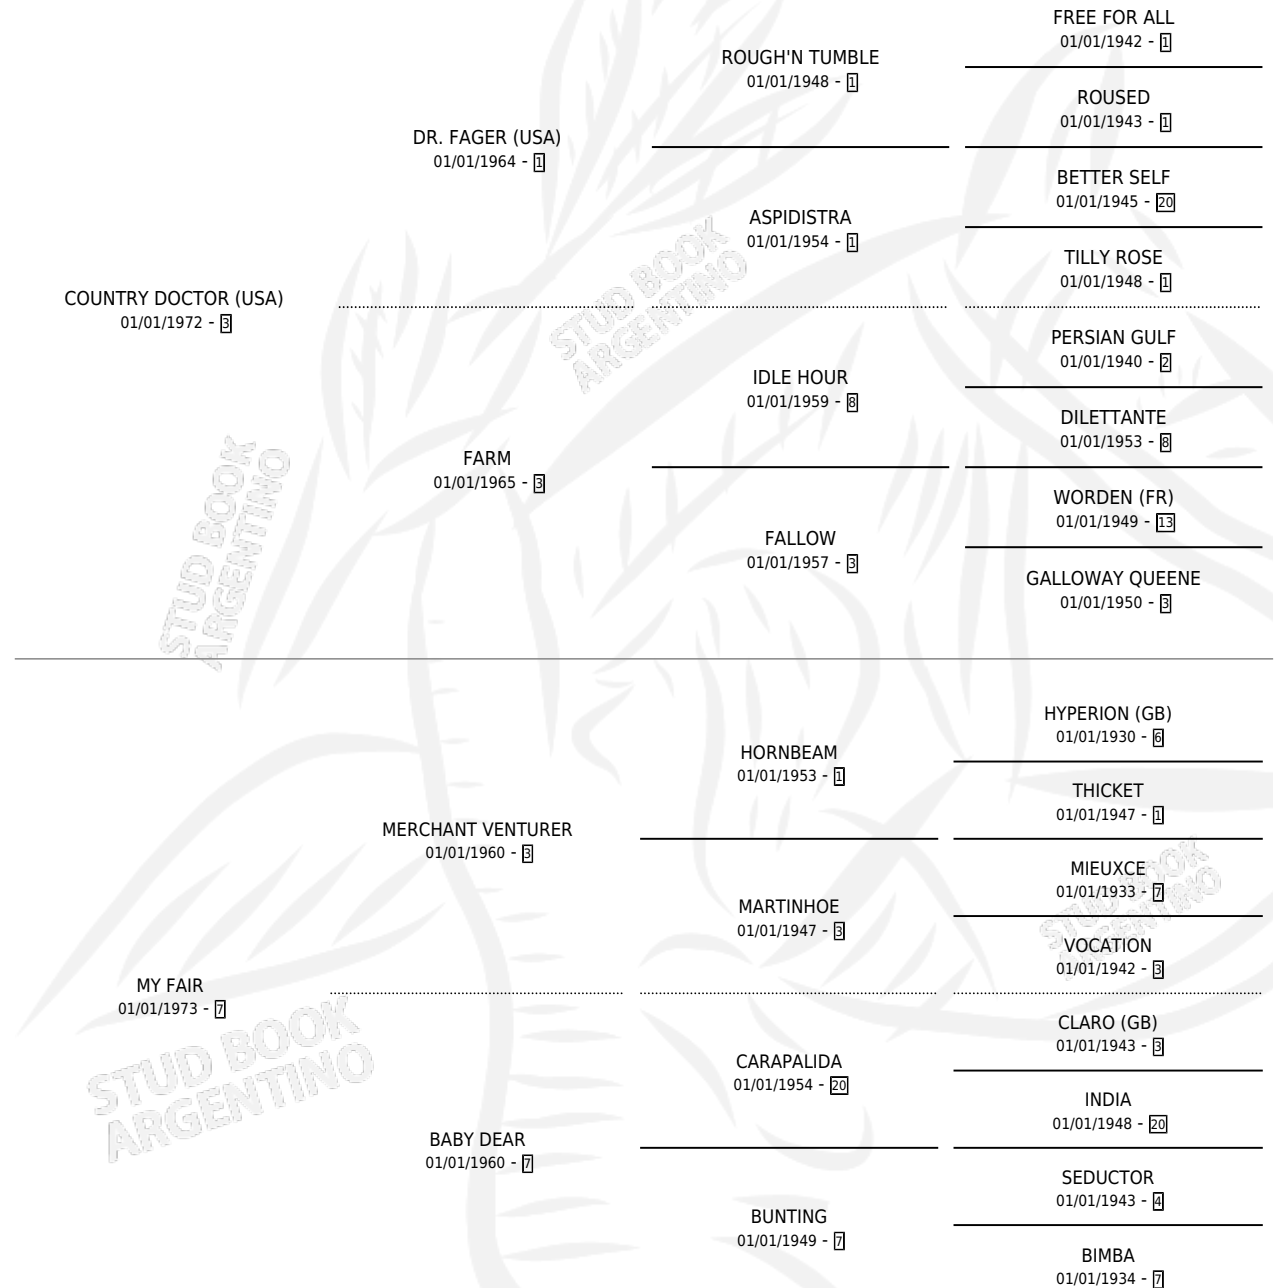 FREE FOR ALL
01/01/1942 - 1
ROUGH'N TUMBLE
01/01/1948 - 1
ROUSED
01/01/1943 - 1
DR. FAGER (USA)
01/01/1964 - 1
BETTER SELF
01/01/1945 - 20
ASPIDISTRA
01/01/1954 - 1
TILLY ROSE
01/01/1948 - 1
COUNTRY DOCTOR (USA)
01/01/1972 - 3
PERSIAN GULF
01/01/1940 - 2
IDLE HOUR
01/01/1959 - 8
DILETTANTE
01/01/1953 - 8
FARM
01/01/1965 - 3
WORDEN (FR)
01/01/1949 - 13
FALLOW
01/01/1957 - 3
GALLOWAY QUEENE
01/01/1950 - 3
HYPERION (GB)
01/01/1930 - 6
HORNBEAM
01/01/1953 - 1
THICKET
01/01/1947 - 1
MERCHANT VENTURER
01/01/1960 - 3
MIEUXCE
01/01/1933 - 7
MARTINHOE
01/01/1947 - 3
VOCATION
01/01/1942 - 3
MY FAIR
01/01/1973 - 7
CLARO (GB)
01/01/1943 - 3
CARAPALIDA
01/01/1954 - 20
INDIA
01/01/1948 - 20
BABY DEAR
01/01/1960 - 7
SEDUCTOR
01/01/1943 - 4
BUNTING
01/01/1949 - 7
BIMBA
01/01/1934 - 7
STUD BOOK
ARGENTINO
STUD BOOK
ARGENTINO
STUD BOOK
ARGENTINO
STUD BOOK
ARGENTINO